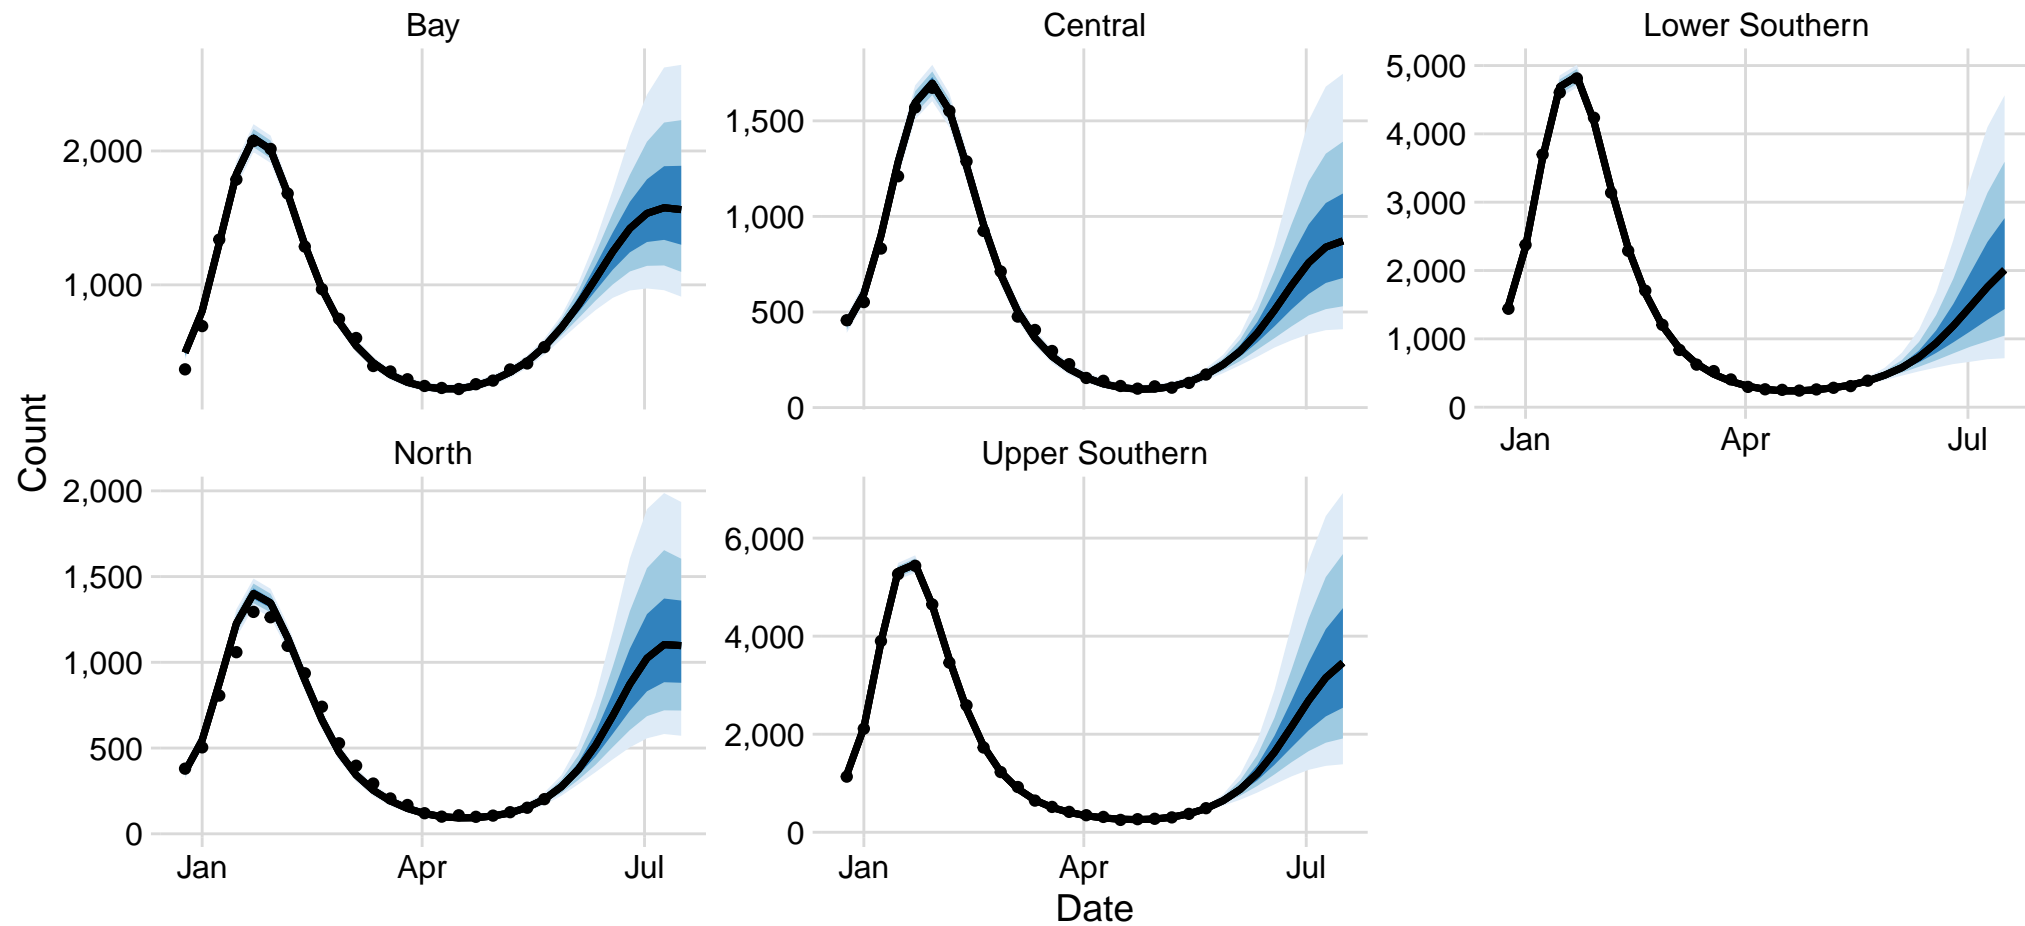 Bay
Central
Lower Southern
2,000
1,000
1,500
1,000
500
0
5,000
4,000
3,000
2,000
1,000
0
Jan
Apr
Jul
Count
North
Upper Southern
2,000
1,500
1,000
500
0
6,000
4,000
2,000
0
Jan
Apr
Jul
Jan
Apr
Jul
Date